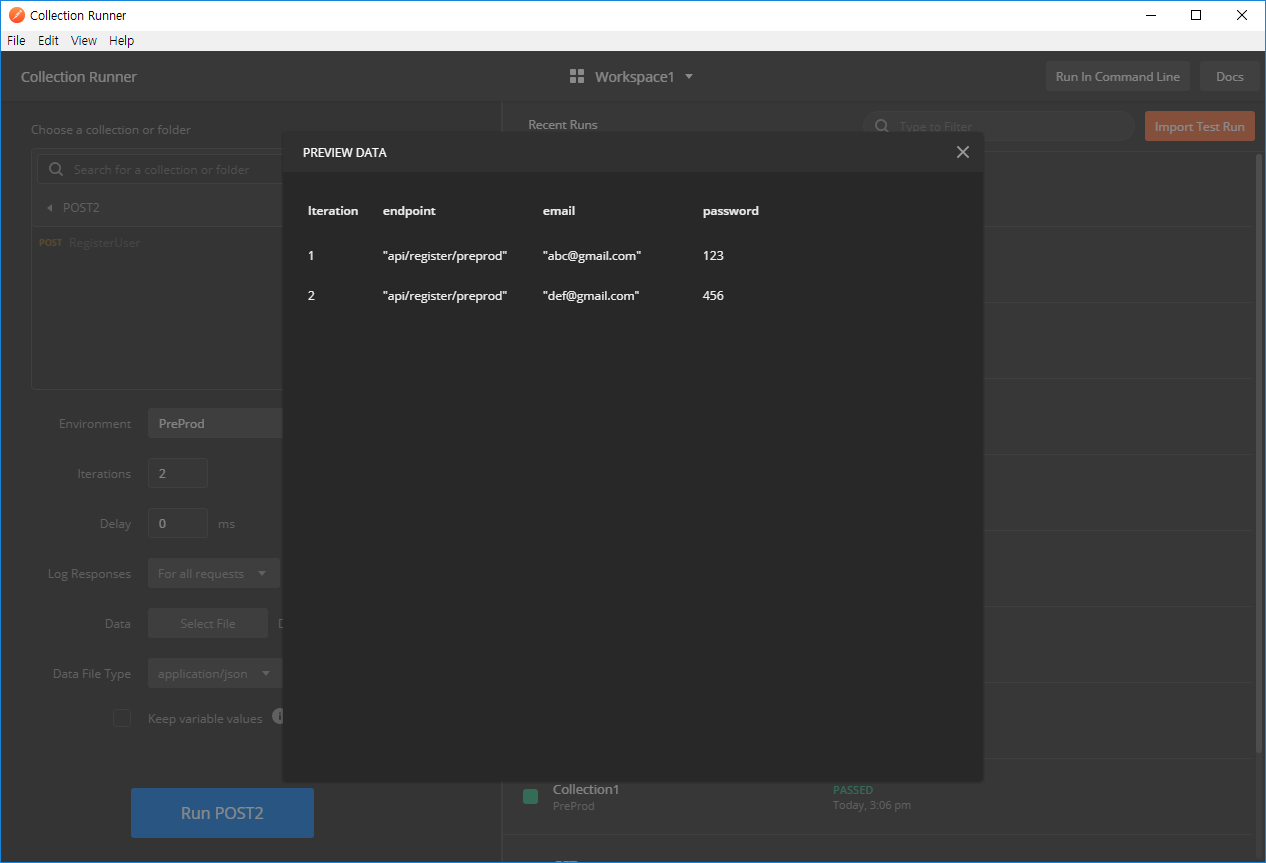 Collection Runner
File Edit View Help
Collection Runner
Workspace1
Run In Command Line
Docs
Choose a collection or folder
Search for a collection or folder
POST2
POST RegisterUser
Environment PreProd
Iterations 2
Delay 0 ms
Log Responses For all requests
Data Select File
Data File Type application/json
Keep variable values
Run POST2
Recent Runs
Type to Filter
Import Test Run
PREVIEW DATA
Iteration endpoint email password
1 "api/register/preprod" "abc@gmail.com" 123
2 "api/register/preprod" "def@gmail.com" 456
Collection1 PASSED
PreProd Today, 3:06 pm